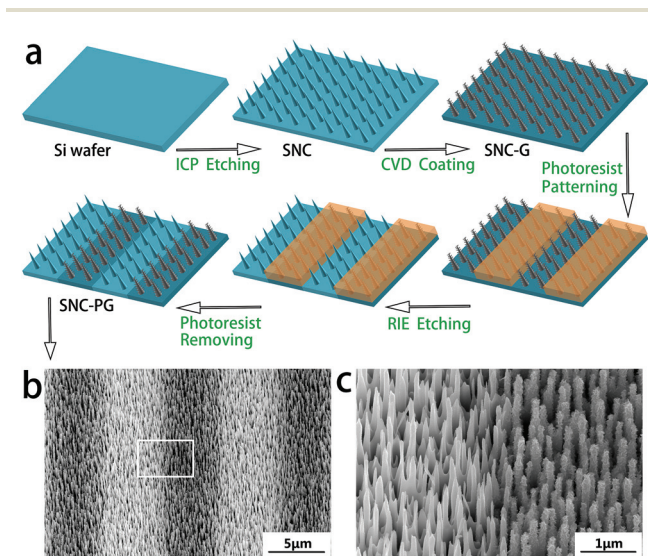 a
Si wafer
ICP Etching
SNC
CVD Coating
SNC-G
Photoresist
Patterning
SNC-PG
Photoresist
Removing
RIE Etching
b
5μm
c
1μm